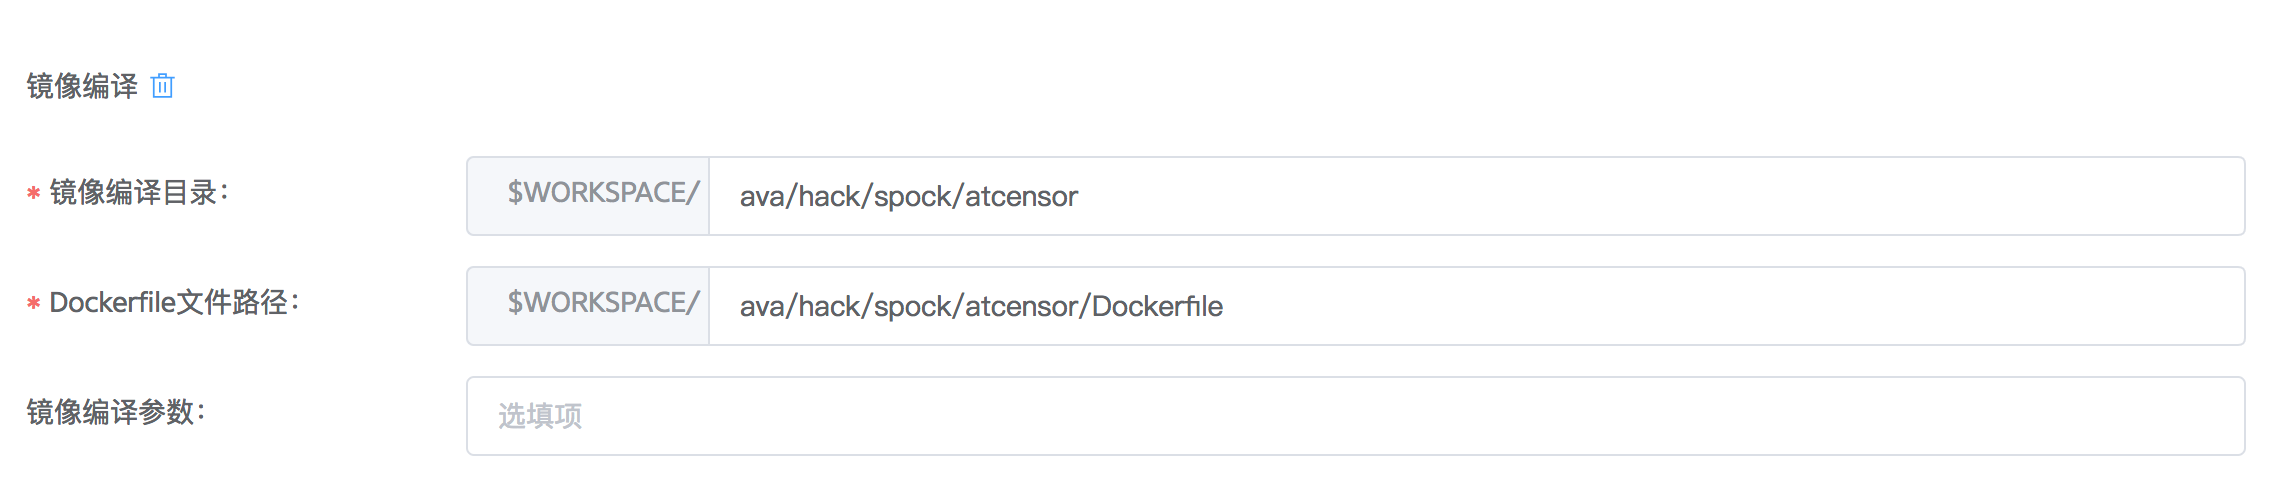 镜像编译
* 镜像编译目录： $WORKSPACE/ ava/hack/spock/atcensor
* Dockerfile文件路径： $WORKSPACE/ ava/hack/spock/atcensor/Dockerfile
镜像编译参数： 选填项